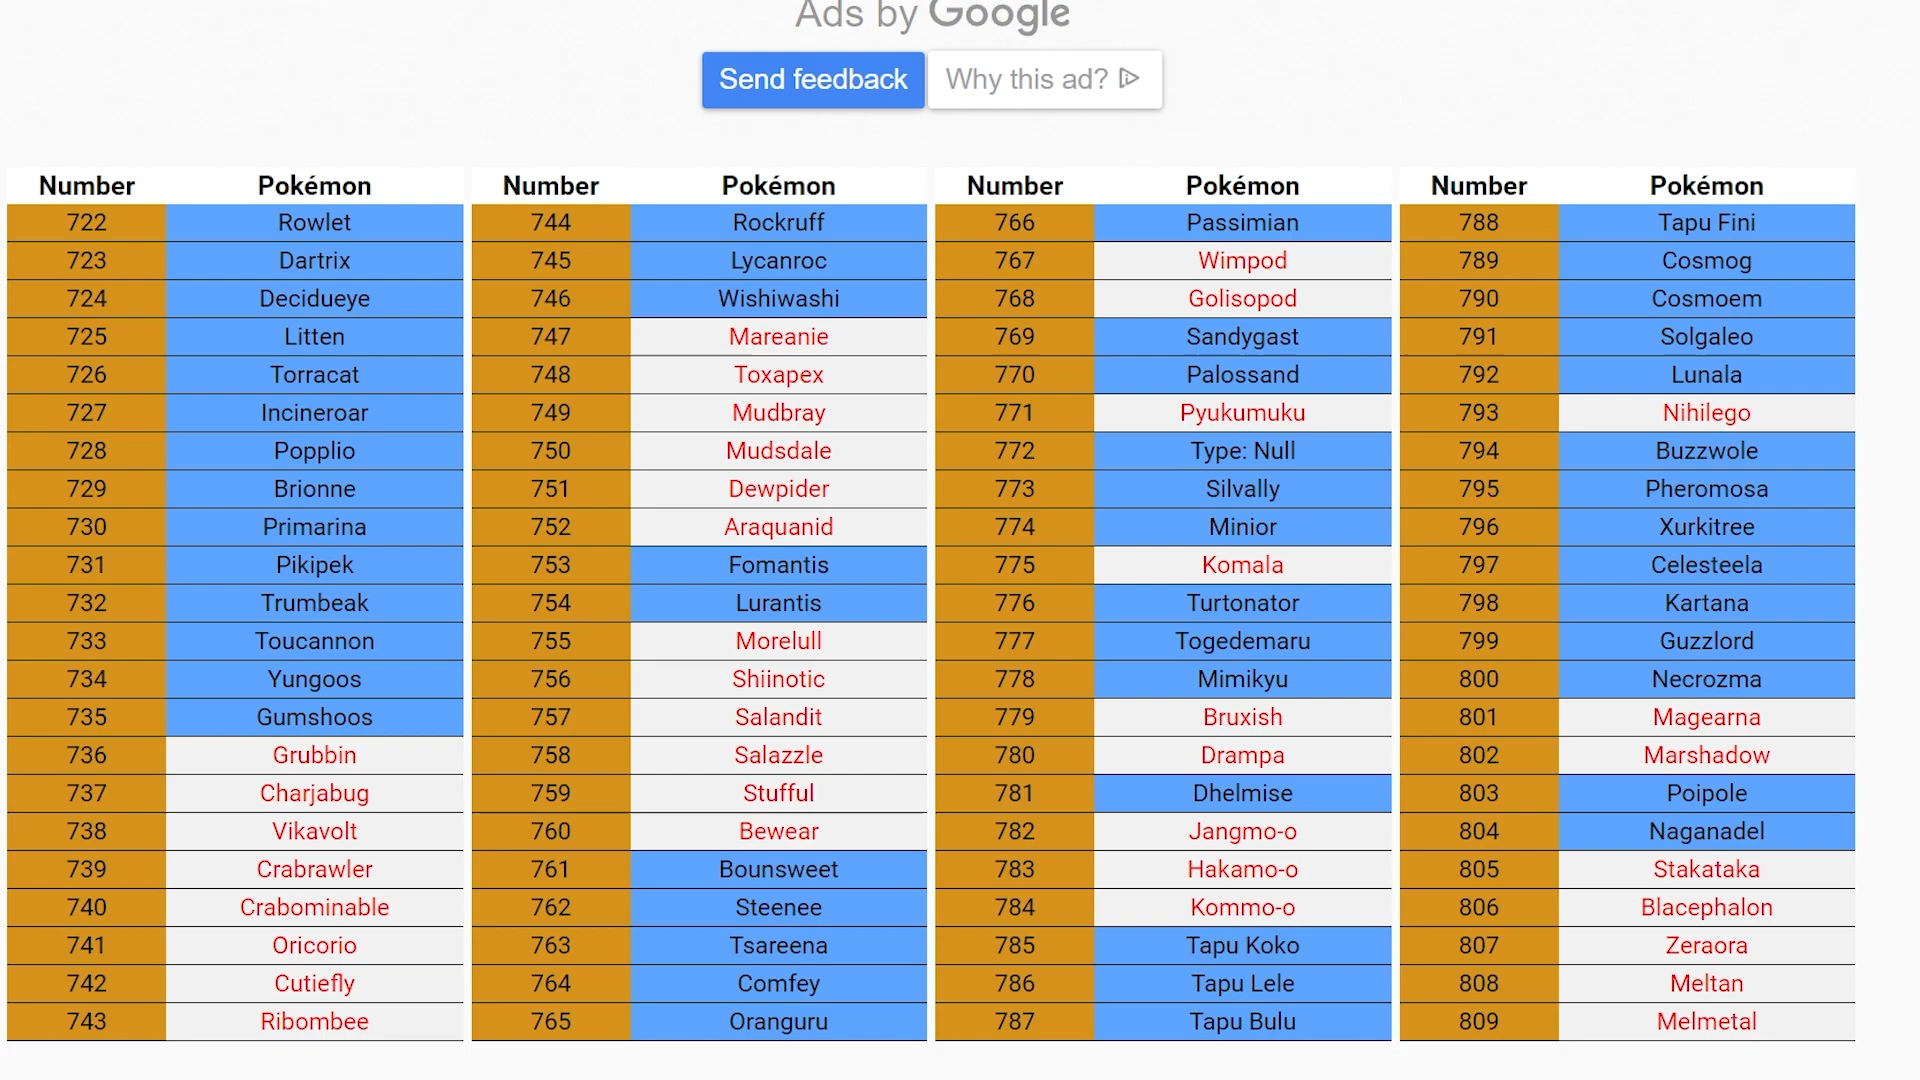 Ads by Google
Send feedback Why this ad?
Number Pokémon Number Pokémon Number Pokémon Number Pokémon
722 Rowlet 744 Rockruff 766 Passimian 788 Tapu Fini
723 Dartrix 745 Lycanroc 767 Wimpod 789 Cosmog
724 Decidueye 746 Wishiwashi 768 Golisopod 790 Cosmoem
725 Litten 747 Mareanie 769 Sandygast 791 Solgaleo
726 Torracat 748 Toxapex 770 Palossand 792 Lunala
727 Incineroar 749 Mudbray 771 Pyukumuku 793 Nihilego
728 Popplio 750 Mudsdale 772 Type: Null 794 Buzzwole
729 Brionne 751 Dewpider 773 Silvally 795 Pheromosa
730 Primarina 752 Araquanid 774 Minior 796 Xurkitree
731 Pikipek 753 Fomantis 775 Komala 797 Celesteela
732 Trumbeak 754 Lurantis 776 Turtonator 798 Kartana
733 Toucannon 755 Morelull 777 Togedemaru 799 Guzzlord
734 Yungoos 756 Shiinotic 778 Mimikyu 800 Necrozma
735 Gumshoos 757 Salandit 779 Bruxish 801 Magearna
736 Grubbin 758 Salazzle 780 Drampa 802 Marshadow
737 Charjabug 759 Stufful 781 Dhelmise 803 Poipole
738 Vikavolt 760 Bewear 782 Jangmo-o 804 Naganadel
739 Crabrawler 761 Bounsweet 783 Hakamo-o 805 Stakataka
740 Crabominable 762 Steenee 784 Kommo-o 806 Blacephalon
741 Oricorio 763 Tsareena 785 Tapu Koko 807 Zeraora
742 Cutiefly 764 Comfey 786 Tapu Lele 808 Meltan
743 Ribombee 765 Oranguru 787 Tapu Bulu 809 Melmetal